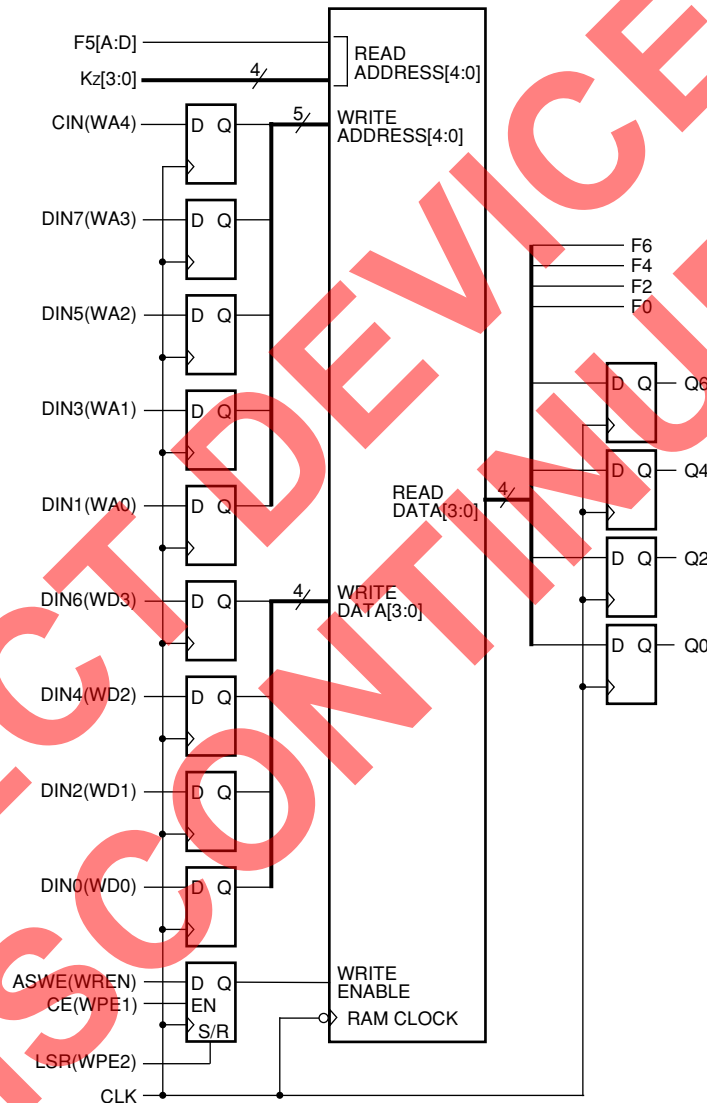 F5[A:D]
KZ[3:0]
4
READ
ADDRESS[4:0]
CIN(WA4)
D Q
5
WRITE
ADDRESS[4:0]
DIN7(WA3)
D Q
F6
F4
F2
F0
DIN5(WA2)
D Q
D Q
Q6
DIN3(WA1)
D Q
D Q
Q4
READ
DATA[3:0]
4
DIN1(WA0)
D Q
D Q
Q2
DIN6(WD3)
D Q
4
WRITE
DATA[3:0]
D Q
Q0
DIN4(WD2)
D Q
DIN2(WD1)
D Q
DIN0(WD0)
D Q
ASWE(WREN)
D Q
WRITE
ENABLE
CE(WPE1)
EN
S/R
RAM CLOCK
LSR(WPE2)
CLK
CT DEVICE
ISCONTINU